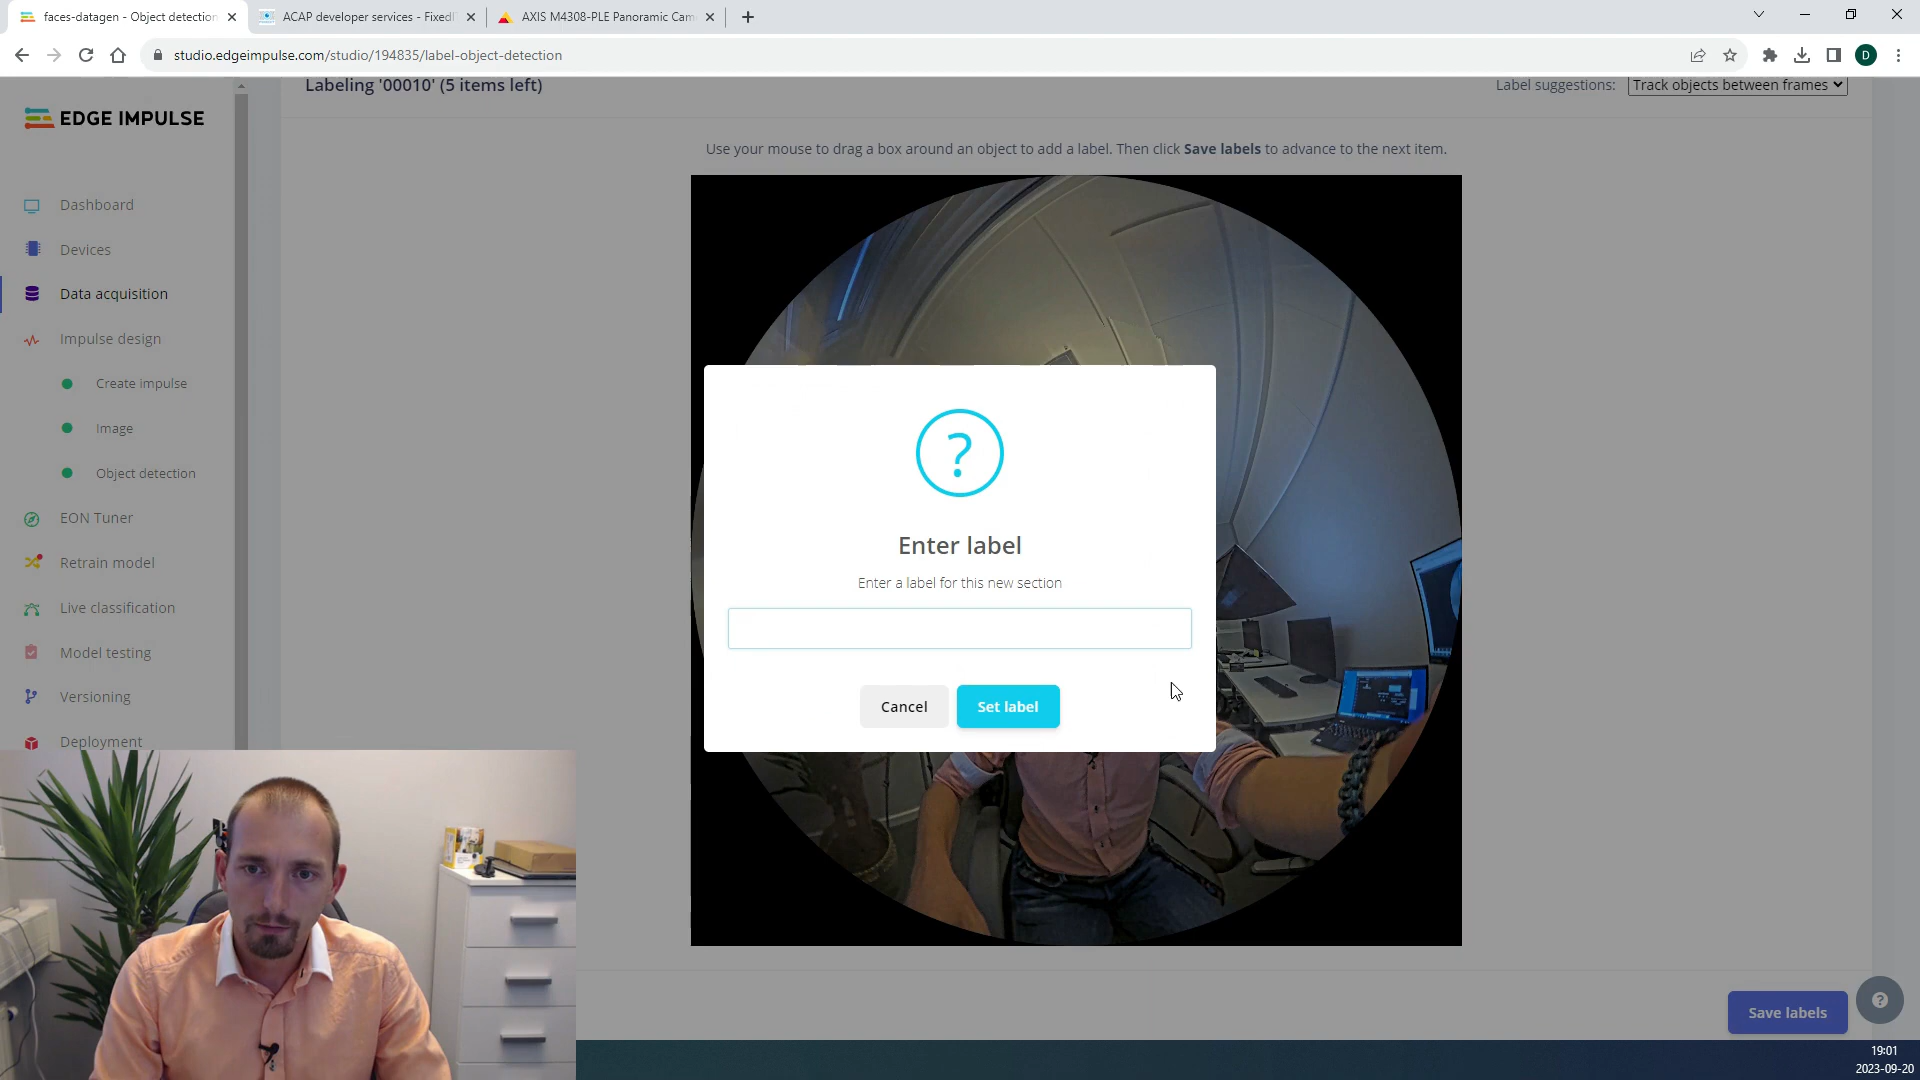 faces-datagen - Object detection
ACAP developer services - FixedIT
AXIS M4308-PLE Panoramic Cam
studio.edgeimpulse.com/studio/194835/label-object-detection
D
Labeling '00010' (5 items left)
Label suggestions:
Track objects between frames
EDGE IMPULSE
Use your mouse to drag a box around an object to add a label. Then click Save labels to advance to the next item.
Dashboard
Devices
Data acquisition
Impulse design
Create impulse
Image
Object detection
EON Tuner
Retrain model
Live classification
Model testing
Versioning
Deployment
?
Enter label
Enter a label for this new section
Cancel
Set label
Save labels
?
19:01
2023-09-20